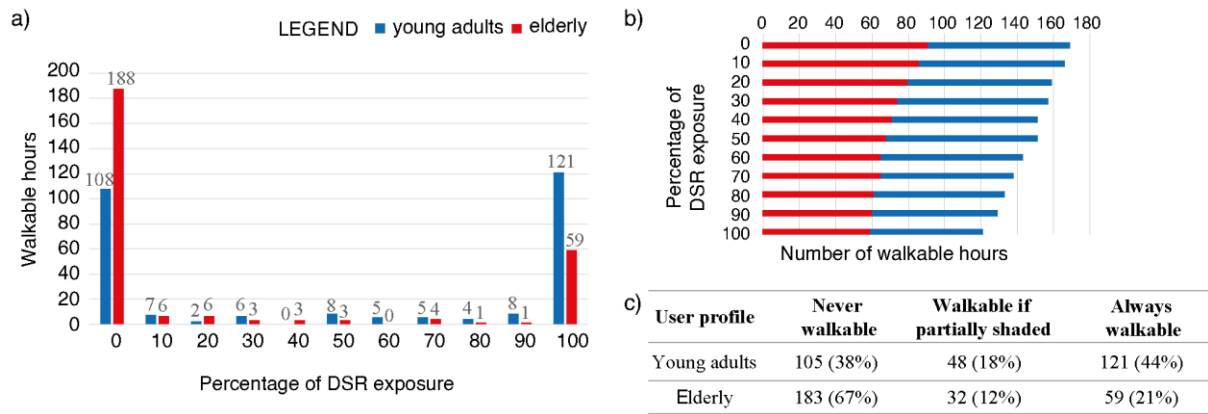 a)
LEGEND young adults elderly
Walkable hours
200
180
160
140
120
100
80
60
40
20
0
108 188
7 6
2 6
6 3
0 3
8 3
5 0
5 4
4 1
8 1
121 59
0 10 20 30 40 50 60 70 80 90 100
Percentage of DSR exposure
b)
0 20 40 60 80 100 120 140 160 180
Percentage of
DSR exposure
0
10
20
30
40
50
60
70
80
90
100
Number of walkable hours
c)
User profile Never walkable Walkable if partially shaded Always walkable
Young adults 105 (38%) 48 (18%) 121 (44%)
Elderly 183 (67%) 32 (12%) 59 (21%)